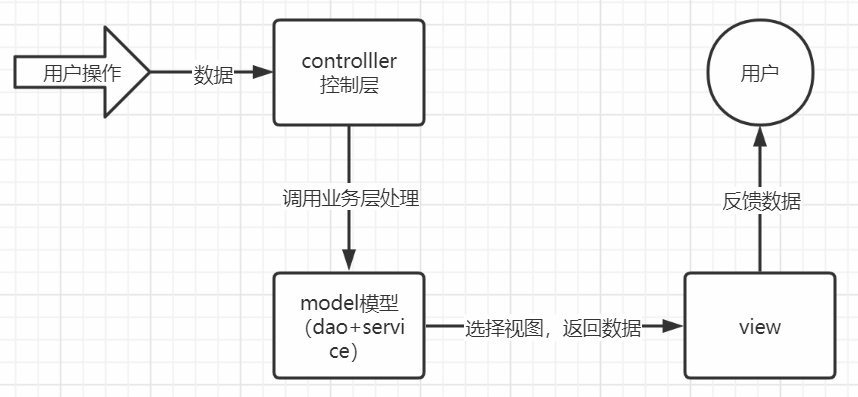 用户操作
数据
controlller
控制层
用户
调用业务层处理
反馈数据
model模型
（dao+servi
ce）
选择视图，返回数据
view